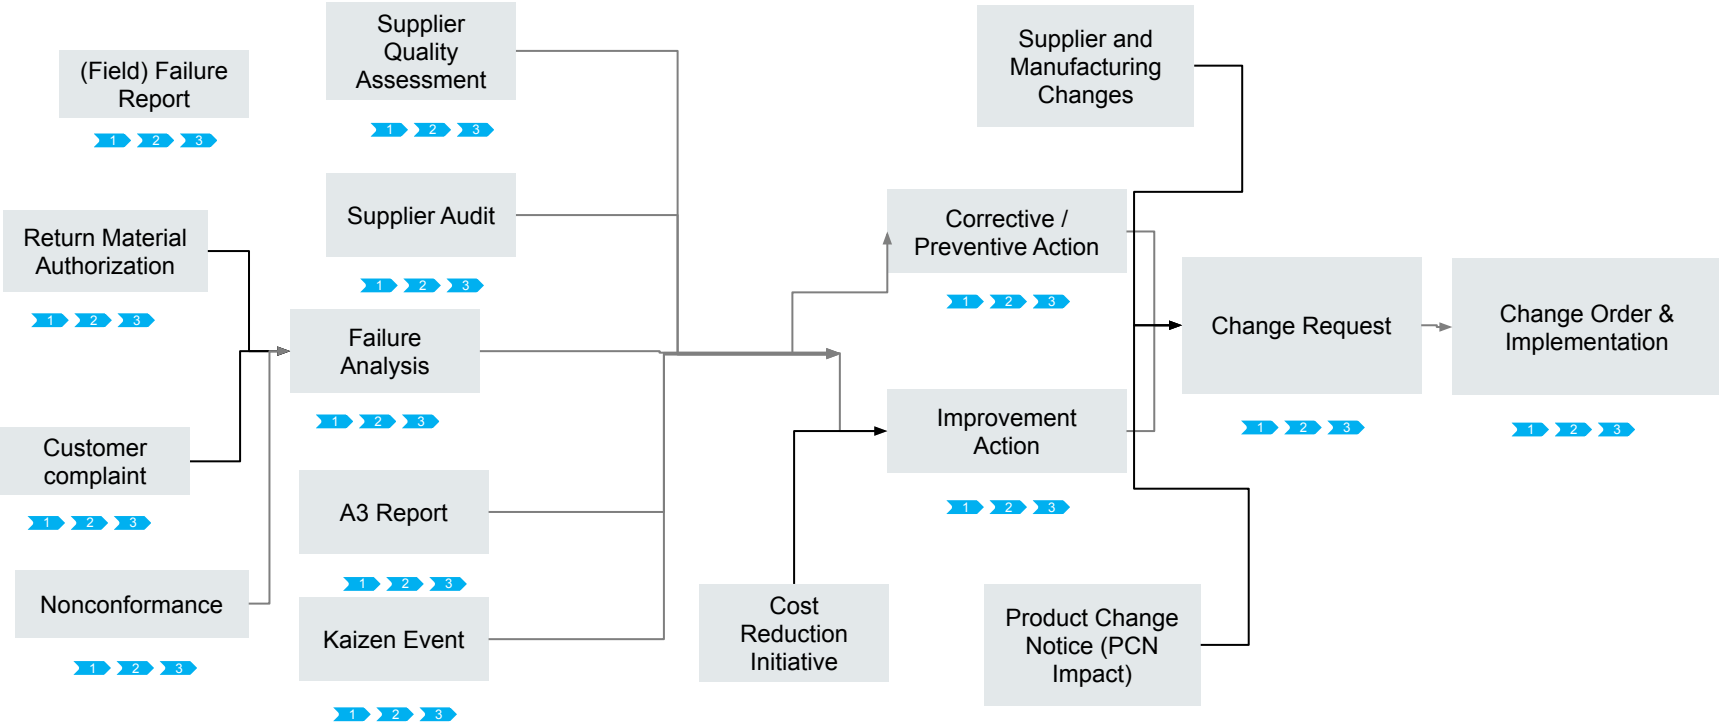 (Field) Failure
Report
1 2 3
Return Material
Authorization
1 2 3
Customer
complaint
1 2 3
Nonconformance
1 2 3
Supplier
Quality
Assessment
1 2 3
Supplier Audit
1 2 3
Failure
Analysis
1 2 3
A3 Report
1 2 3
Kaizen Event
1 2 3
Supplier and
Manufacturing
Changes
Corrective /
Preventive Action
1 2 3
Improvement
Action
1 2 3
Cost
Reduction
Initiative
Product Change
Notice (PCN
Impact)
Change Request
1 2 3
Change Order &
Implementation
1 2 3